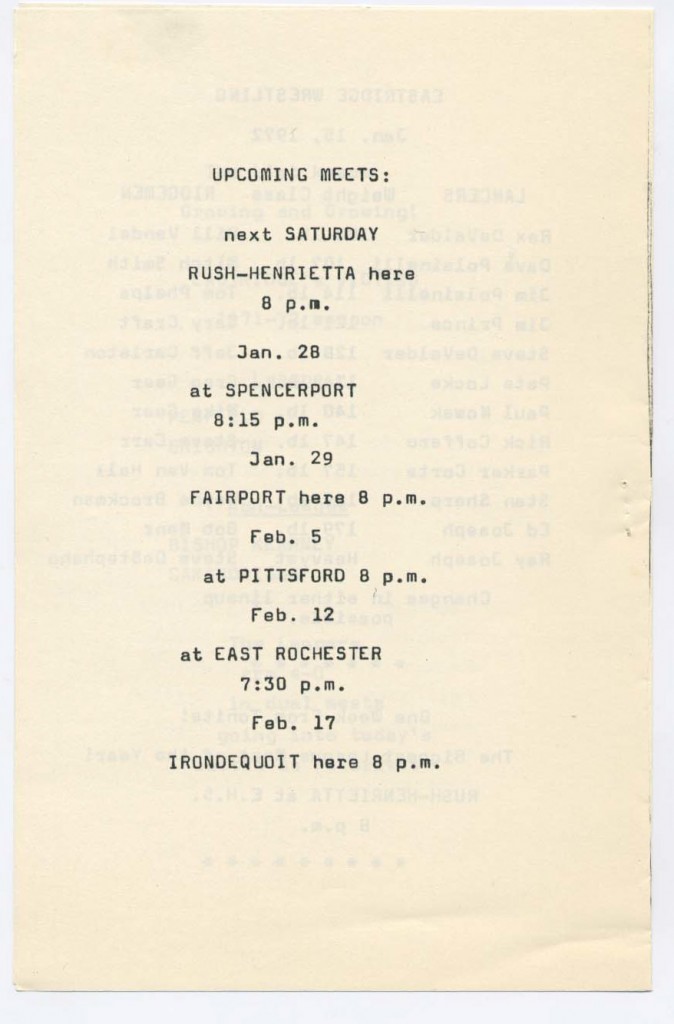 UPCOMING MEETS:
next SATURDAY
RUSH-HENRIETTA here
8 p.m.
Jan. 28
at SPENCERPORT
8:15 p.m.
Jan. 29
FAIRPORT here 8 p.m.
Feb. 5
at PITTSFORD 8 p.m.
Feb. 12
at EAST ROCHESTER
7:30 p.m.
Feb. 17
IRONDEQUOIT here 8 p.m.